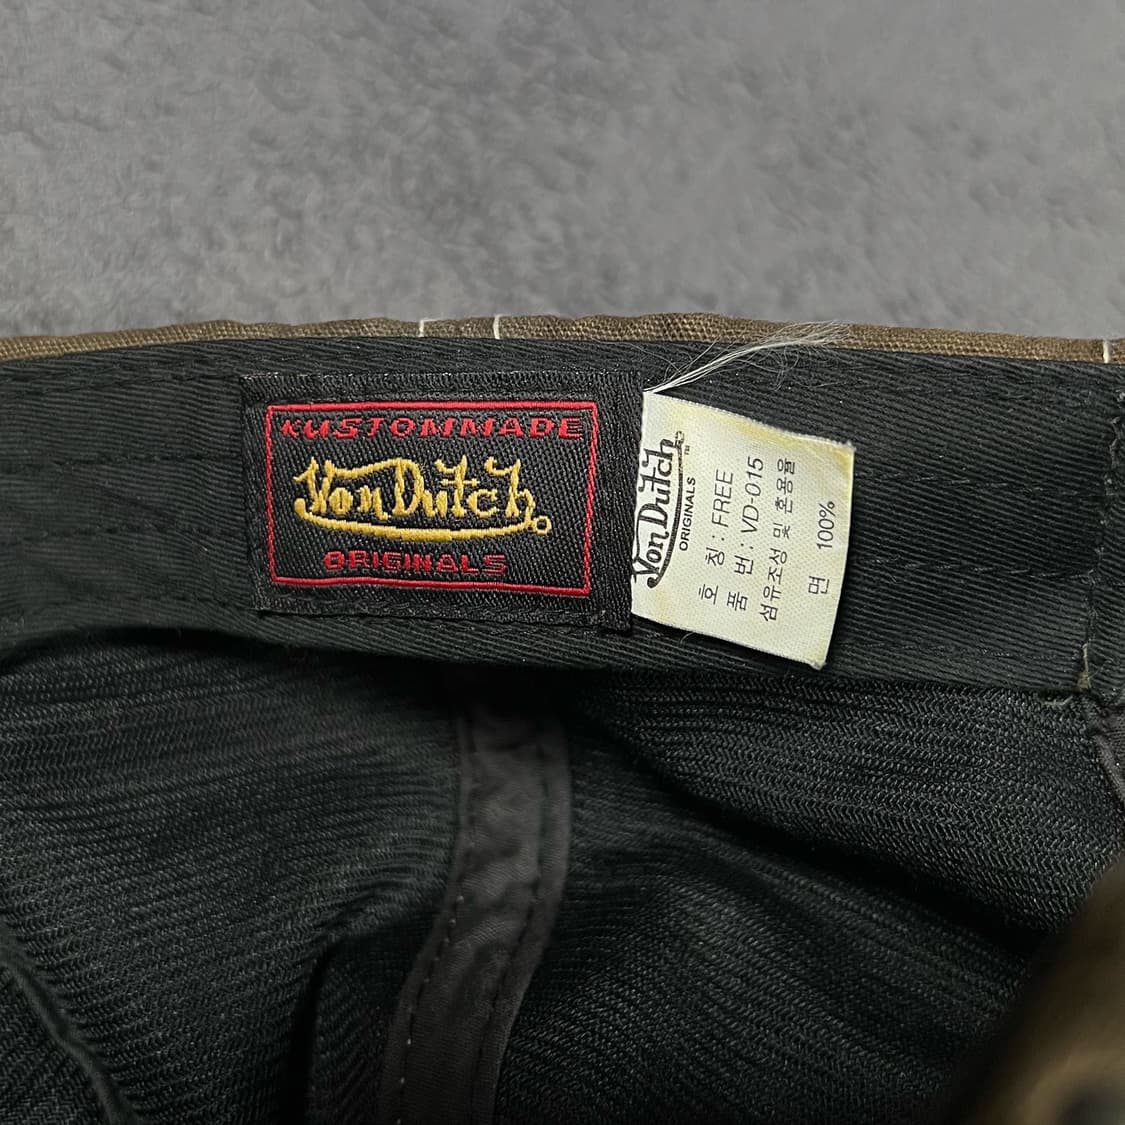 KUSTOMMADE
Von Dutch
ORIGINALS
Von Dutch
ORIGINALS
호 칭 : FREE
품 번 : VD-015
섬유조성 및 혼용율
면 100%